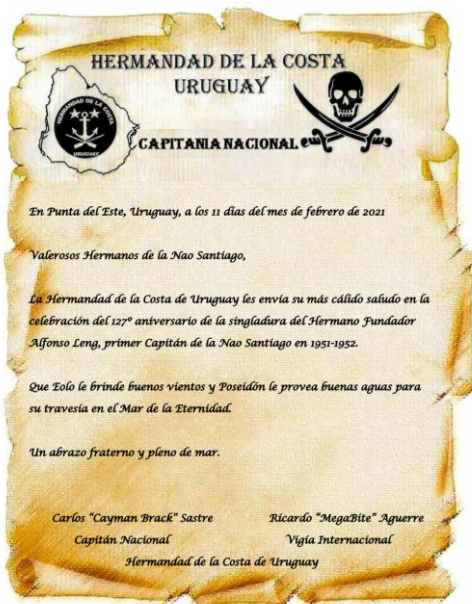 HERMANDAD DE LA COSTA
URUGUAY
HERMANDAD DE LA COSTA
URUGUAY
CAPITANIA NACIONAL
En Punta del Este, Uruguay, a los 11 días del mes de febrero de 2021
Valerosos Hermanos de la Nao Santiago,
La Hermandad de la Costa de Uruguay les envía su más cálido saludo en la
celebración del 127º aniversario de la singladura del Hermano Fundador
Alfonso Leng, primer Capitán de la Nao Santiago en 1951-1952.
Que Eolo le brinde buenos vientos y Poseidón le provea buenas aguas para
su travesía en el Mar de la Eternidad.
Un abrazo fraterno y pleno de mar.
Carlos "Cayman Brack" Sastre
Ricardo "MegaBite" Aguerre
Capitán Nacional
Vigía Internacional
Hermandad de la Costa de Uruguay